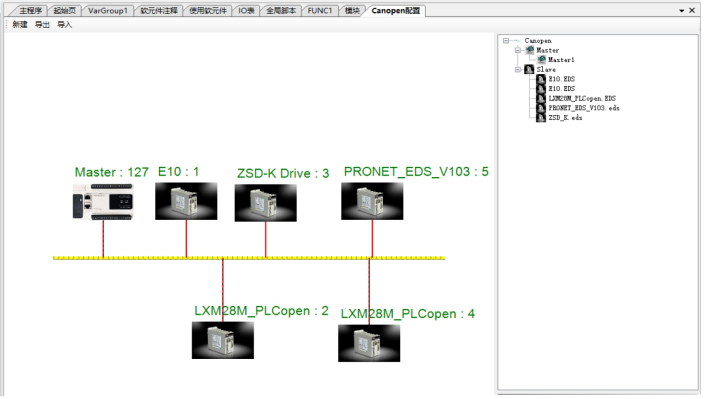 主程序 起始页 VarGroup1 软元件注释 使用软元件 IO表 全局脚本 FUNC1 模块 Canopen配置
新建 导出 导入
Canopen
Master
Master1
Slave
E10.EDS
E10.EDS
LXM28M_PLCopen.EDS
PRONET_EDS_V103.eds
ZSD_K.eds
Master : 127 E10 : 1 ZSD-K Drive : 3 PRONET_EDS_V103 : 5
LXM28M_PLCopen : 2 LXM28M_PLCopen : 4